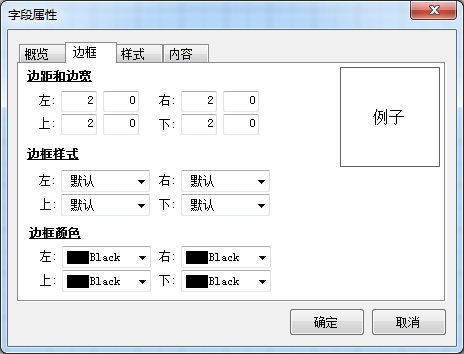 字段属性
概览 边框 样式 内容
边距和边宽
左: 2 0 右: 2 0
上: 2 0 下: 2 0
例子
边框样式
左: 默认 右: 默认
上: 默认 下: 默认
边框颜色
左: Black 右: Black
上: Black 下: Black
确定 取消